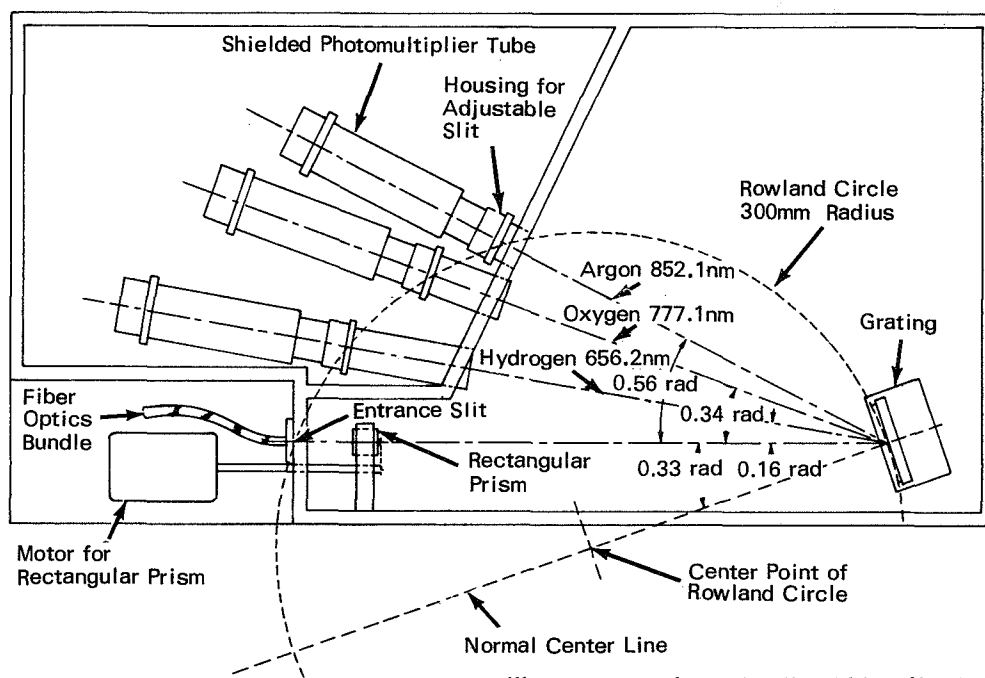 Shielded Photomultiplier Tube
Housing for
Adjustable
Slit
Rowland Circle
300mm Radius
Argon 852.1nm
Oxygen 777.1nm
Grating
Hydrogen 656.2nm
0.56 rad
Fiber
Optics
Bundle
Entrance Slit
0.34 rad
Rectangular
Prism
0.33 rad
0.16 rad
Motor for
Rectangular Prism
Center Point of
Rowland Circle
Normal Center Line